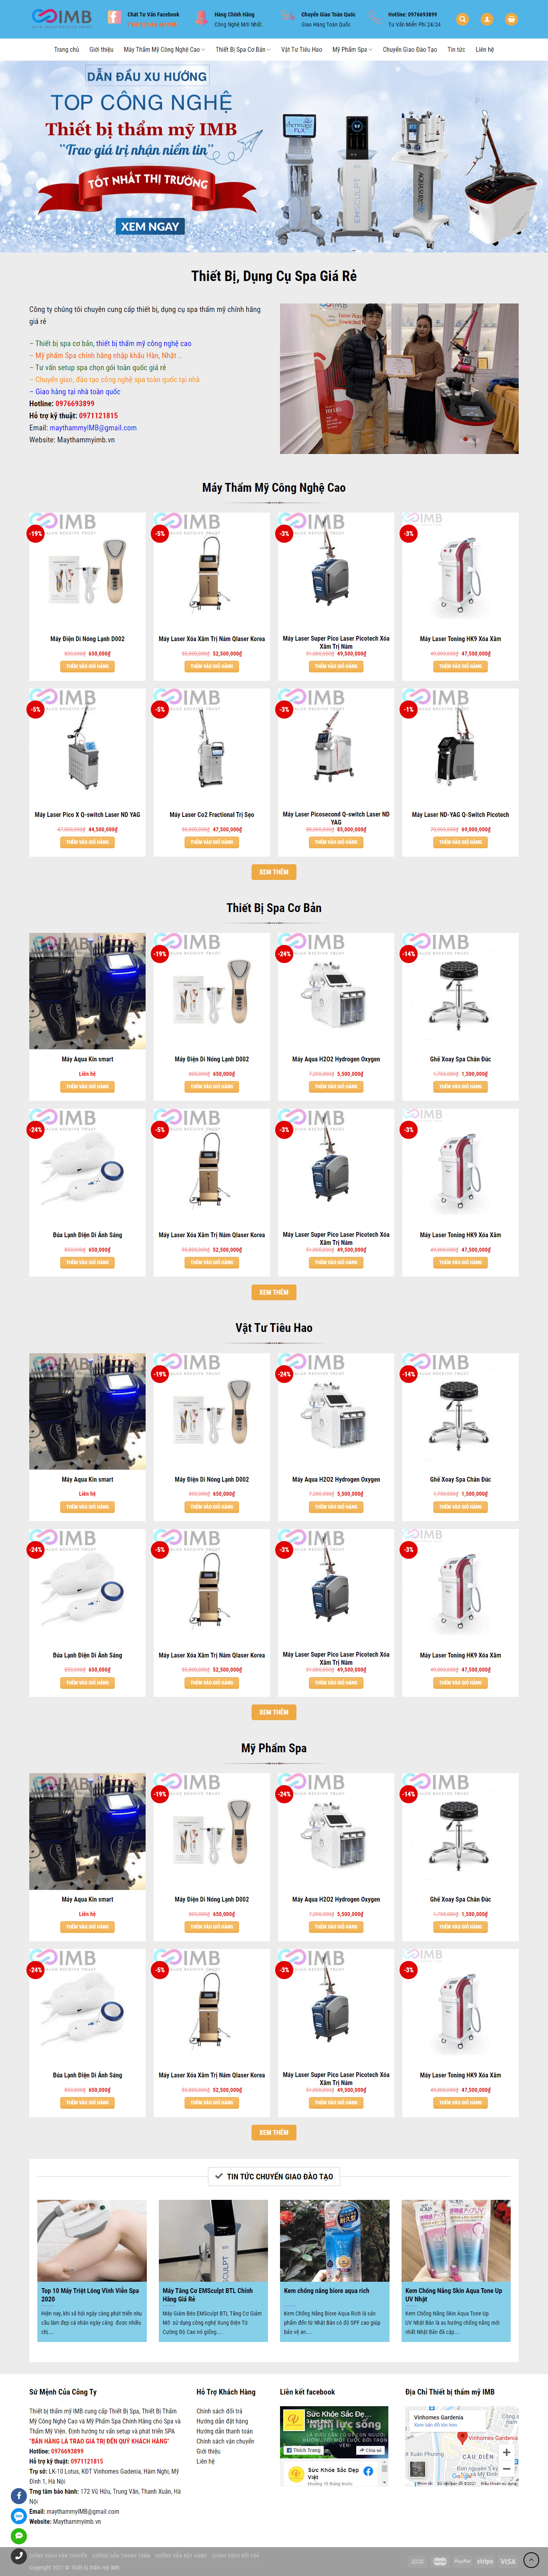 IMB
Chát Tư Vấn Facebook
Thiết bị thẩm mỹ IMB
Hàng Chính Hãng
Công Nghệ Mới Nhất.
Chuyển Giao Toàn Quốc
Giao Hàng Toàn Quốc
Hotline: 0976693899
Tư Vấn Miễn Phí 24/24
Trang chủ
Giới thiệu
Máy Thẩm Mỹ Công Nghệ Cao
Thiết Bị Spa Cơ Bản
Vật Tư Tiêu Hao
Mỹ Phẩm Spa
Chuyển Giao Đào Tạo
Tin tức
Liên hệ
DẪN ĐẦU XU HƯỚNG
TOP CÔNG NGHỆ
Thiết bị thẩm mỹ IMB
"Trao giá trị nhận niềm tin"
TỐT NHẤT THỊ TRƯỜNG
XEM NGAY
Thiết Bị, Dụng Cụ Spa Giá Rẻ
Công ty chúng tôi chuyên cung cấp thiết bị, dụng cụ spa thẩm mỹ chính hãng
giá rẻ
– Thiết bị spa cơ bản, thiết bị thẩm mỹ công nghệ cao
– Mỹ phẩm Spa chính hãng nhập khẩu Hàn, Nhật …
– Tư vấn setup spa chọn gói toàn quốc giá rẻ
– Chuyển giao, đào tạo công nghệ spa toàn quốc tại nhà
– Giao hàng tại nhà toàn quốc
Hotline: 0976693899
Hỗ trợ kỹ thuật: 0971121815
Email: maythammyIMB@gmail.com
Website: Maythammyimb.vn
Máy Thẩm Mỹ Công Nghệ Cao
-19%
-5%
-3%
-3%
Máy Điện Di Nóng Lạnh D002
800,000₫ 650,000₫
THÊM VÀO GIỎ HÀNG
Máy Laser Xóa Xăm Trị Nám Qlaser Korea
55,000,000₫ 52,500,000₫
THÊM VÀO GIỎ HÀNG
Máy Laser Super Pico Laser Picotech Xóa
Xăm Trị Nám
51,000,000₫ 49,500,000₫
THÊM VÀO GIỎ HÀNG
Máy Laser Toning HK9 Xóa Xăm
49,000,000₫ 47,500,000₫
THÊM VÀO GIỎ HÀNG
-5%
-5%
-3%
-1%
Máy Laser Pico X Q-switch Laser ND YAG
47,000,000₫ 44,500,000₫
THÊM VÀO GIỎ HÀNG
Máy Laser Co2 Fractional Trị Sẹo
50,000,000₫ 47,500,000₫
THÊM VÀO GIỎ HÀNG
Máy Laser Picosecond Q-switch Laser ND
YAG
88,000,000₫ 85,000,000₫
THÊM VÀO GIỎ HÀNG
Máy Laser ND-YAG Q-Switch Picotech
70,000,000₫ 69,000,000₫
THÊM VÀO GIỎ HÀNG
XEM THÊM
Thiết Bị Spa Cơ Bản
-19%
-24%
-14%
Máy Aqua Kin smart
Liên hệ
THÊM VÀO GIỎ HÀNG
Máy Điện Di Nóng Lạnh D002
800,000₫ 650,000₫
THÊM VÀO GIỎ HÀNG
Máy Aqua H2O2 Hydrogen Oxygen
7,200,000₫ 5,500,000₫
THÊM VÀO GIỎ HÀNG
Ghế Xoay Spa Chân Đúc
1,750,000₫ 1,500,000₫
THÊM VÀO GIỎ HÀNG
-24%
-5%
-3%
-3%
Búa Lạnh Điện Di Ánh Sáng
850,000₫ 650,000₫
THÊM VÀO GIỎ HÀNG
Máy Laser Xóa Xăm Trị Nám Qlaser Korea
55,000,000₫ 52,500,000₫
THÊM VÀO GIỎ HÀNG
Máy Laser Super Pico Laser Picotech Xóa
Xăm Trị Nám
51,000,000₫ 49,500,000₫
THÊM VÀO GIỎ HÀNG
Máy Laser Toning HK9 Xóa Xăm
49,000,000₫ 47,500,000₫
THÊM VÀO GIỎ HÀNG
XEM THÊM
Vật Tư Tiêu Hao
-19%
-24%
-14%
Máy Aqua Kin smart
Liên hệ
THÊM VÀO GIỎ HÀNG
Máy Điện Di Nóng Lạnh D002
800,000₫ 650,000₫
THÊM VÀO GIỎ HÀNG
Máy Aqua H2O2 Hydrogen Oxygen
7,200,000₫ 5,500,000₫
THÊM VÀO GIỎ HÀNG
Ghế Xoay Spa Chân Đúc
1,750,000₫ 1,500,000₫
THÊM VÀO GIỎ HÀNG
-24%
-5%
-3%
-3%
Búa Lạnh Điện Di Ánh Sáng
850,000₫ 650,000₫
THÊM VÀO GIỎ HÀNG
Máy Laser Xóa Xăm Trị Nám Qlaser Korea
55,000,000₫ 52,500,000₫
THÊM VÀO GIỎ HÀNG
Máy Laser Super Pico Laser Picotech Xóa
Xăm Trị Nám
51,000,000₫ 49,500,000₫
THÊM VÀO GIỎ HÀNG
Máy Laser Toning HK9 Xóa Xăm
49,000,000₫ 47,500,000₫
THÊM VÀO GIỎ HÀNG
XEM THÊM
Mỹ Phẩm Spa
-19%
-24%
-14%
Máy Aqua Kin smart
Liên hệ
THÊM VÀO GIỎ HÀNG
Máy Điện Di Nóng Lạnh D002
800,000₫ 650,000₫
THÊM VÀO GIỎ HÀNG
Máy Aqua H2O2 Hydrogen Oxygen
7,200,000₫ 5,500,000₫
THÊM VÀO GIỎ HÀNG
Ghế Xoay Spa Chân Đúc
1,750,000₫ 1,500,000₫
THÊM VÀO GIỎ HÀNG
-24%
-5%
-3%
-3%
Búa Lạnh Điện Di Ánh Sáng
850,000₫ 650,000₫
THÊM VÀO GIỎ HÀNG
Máy Laser Xóa Xăm Trị Nám Qlaser Korea
55,000,000₫ 52,500,000₫
THÊM VÀO GIỎ HÀNG
Máy Laser Super Pico Laser Picotech Xóa
Xăm Trị Nám
51,000,000₫ 49,500,000₫
THÊM VÀO GIỎ HÀNG
Máy Laser Toning HK9 Xóa Xăm
49,000,000₫ 47,500,000₫
THÊM VÀO GIỎ HÀNG
XEM THÊM
TIN TỨC CHUYỂN GIAO ĐÀO TẠO
Top 10 Máy Triệt Lông Vĩnh Viễn Spa
2020
Hiện nay, khi xã hội ngày càng phát triển nhu
cầu làm đẹp cá nhân ngày càng được nhiều
chị....
Máy Tăng Cơ EMSculpt BTL Chính
Hãng Giá Rẻ
Máy Giảm Béo EMSculpt BTL Tăng Cơ Giảm
Mỡ sử dụng công nghệ Xung Điện Từ
Cường Độ Cao nó giống....
Kem chống nắng biore aqua rich
Kem Chống Nắng Biore Aqua Rich là sản
phẩm đến từ Nhật Bản có độ SPF cao giúp
bảo vệ an....
Kem Chống Nắng Skin Aqua Tone Up
UV Nhật
Kem Chống Nắng Skin Aqua Tone Up
UV Nhật Bản là xu hướng chống nắng mới
nhất Nhật Bản đã cập....
Sứ Mệnh Của Công Ty
Thiết bị thẩm mỹ IMB cung cấp Thiết Bị Spa, Thiết Bị Thẩm
Mỹ Công Nghệ Cao và Mỹ Phẩm Spa Chính Hãng cho Spa và
Thẩm Mỹ Viện. Định hướng tư vấn setup và phát triển SPA
"BÁN HÀNG LÀ TRAO GIÁ TRỊ ĐẾN QUÝ KHÁCH HÀNG"
Hotline: 0976693899
Hỗ trợ kỹ thuật: 0971121815
Trụ sở: LK-10 Lotus, KĐT Vinhomes Gardenia, Hàm Nghi, Mỹ
Đình 1, Hà Nội
Trng tâm bảo hành: 172 Vũ Hữu, Trung Văn, Thanh Xuân, Hà
Nội
Email: maythammyIMB@gmail.com
Website: Maythammyimb.vn
Hỗ Trợ Khách Hàng
Chính sách đổi trả
Hướng dẫn đặt hàng
Hướng dẫn thanh toán
Chính sách vận chuyển
Giới thiệu
Liên hệ
Liên kết facebook
Sức Khỏe Sắc Đẹ...
Thích Trang
Chia sẻ
Sức Khỏe Sắc Đẹp
Việt
Địa Chỉ Thiết bị thẩm mỹ IMB
Vinhomes Gardenia
Xem bản đồ lớn hơn
Vinhomes Gardenia
CẦU DIỄN
Google
CHÍNH SÁCH VẬN CHUYỂN
HƯỚNG DẪN THANH TOÁN
HƯỚNG DẪN ĐẶT HÀNG
CHÍNH SÁCH ĐỔI TRẢ
Copyright 2021 © Thiết bị thẩm mỹ IMB
PayPal
stripe
VISA